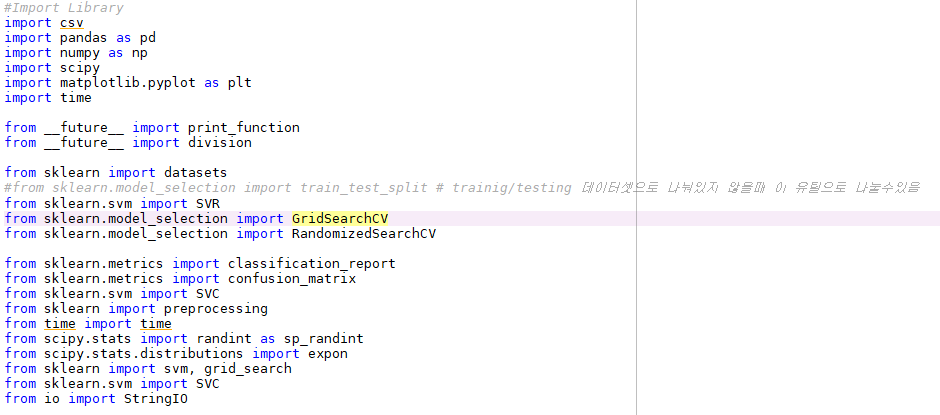 #Import Library
import csv
import pandas as pd
import numpy as np
import scipy
import matplotlib.pyplot as plt
import time
from __future__ import print_function
from __future__ import division
from sklearn import datasets
#from sklearn.model_selection import train_test_split # trainig/testing 데이터셋으로 나눠있지 않을때 이 유틸으로 나눌수있음
from sklearn.svm import SVR
from sklearn.model_selection import GridSearchCV
from sklearn.model_selection import RandomizedSearchCV
from sklearn.metrics import classification_report
from sklearn.metrics import confusion_matrix
from sklearn.svm import SVC
from sklearn import preprocessing
from time import time
from scipy.stats import randint as sp_randint
from scipy.stats.distributions import expon
from sklearn import svm, grid_search
from sklearn.svm import SVC
from io import StringIO